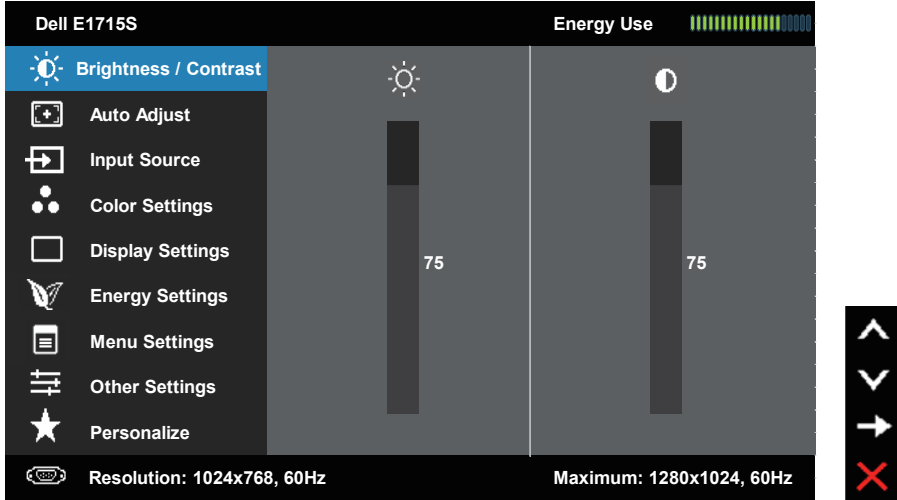 Dell E1715S Energy Use
Brightness / Contrast
Auto Adjust
Input Source
Color Settings
Display Settings
75 75
Energy Settings
Menu Settings
Other Settings
Personalize
Resolution: 1024x768, 60Hz Maximum: 1280x1024, 60Hz